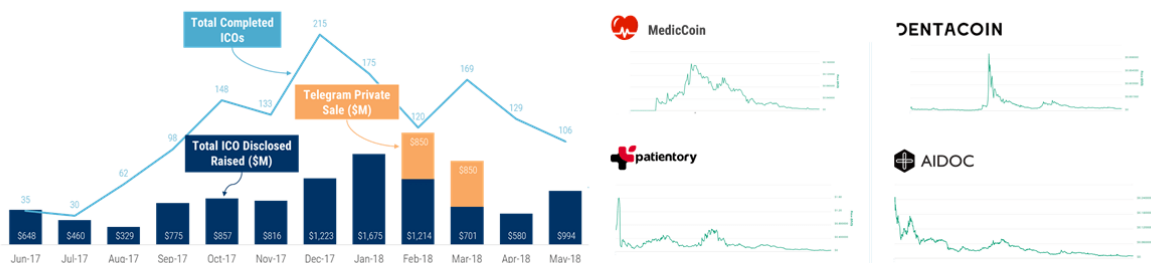 Total Completed
ICOs
215
175
169
148
133
129
120
106
98
62
35
30
Telegram Private
Sale ($M)
Total ICO Disclosed
Raised ($M)
$850
$850
$648
$460
$329
$775
$857
$816
$1,223
$1,675
$1,214
$701
$580
$994
Jun-17
Jul-17
Aug-17
Sep-17
Oct-17
Nov-17
Dec-17
Jan-18
Feb-18
Mar-18
Apr-18
May-18
MedicCoin
DENTACOIN
patientory
AIDOC